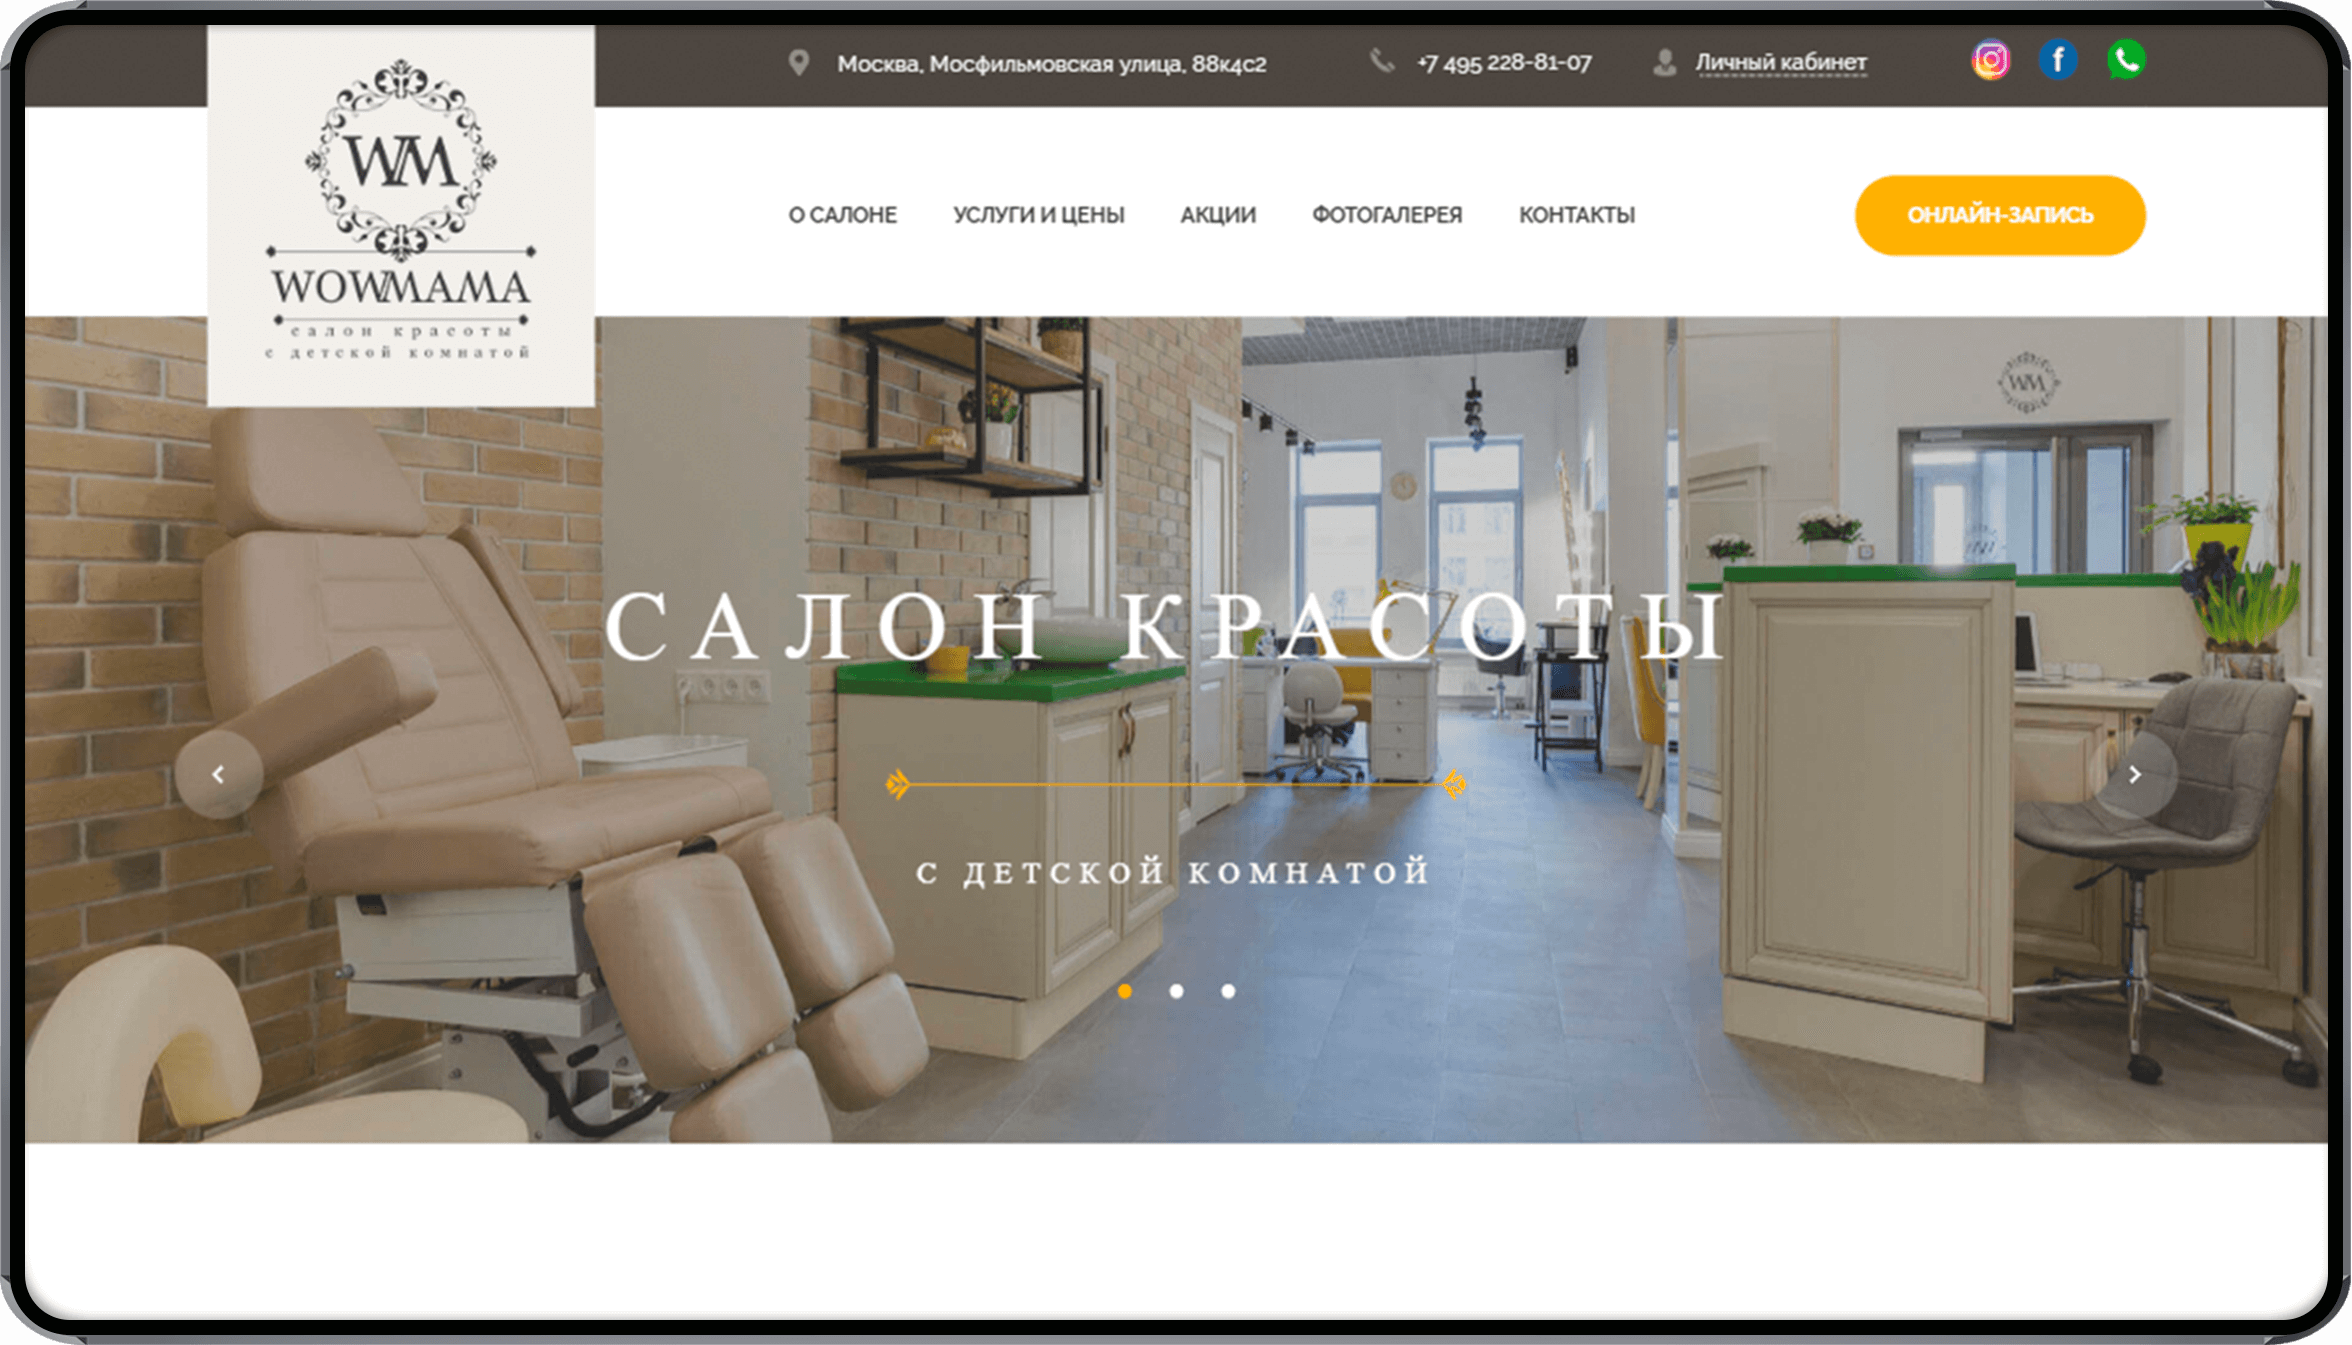 Москва, Мосфильмовская улица, 88к4с2
+7 495 228-81-07
Личный кабинет
WM
WOWMAMA
салон красоты
с детской комнатой
О САЛОНЕ
УСЛУГИ И ЦЕНЫ
АКЦИИ
ФОТОГАЛЕРЕЯ
КОНТАКТЫ
ОНЛАЙН-ЗАПИСЬ
WM
САЛОН КРАСОТЫ
С ДЕТСКОЙ КОМНАТОЙ